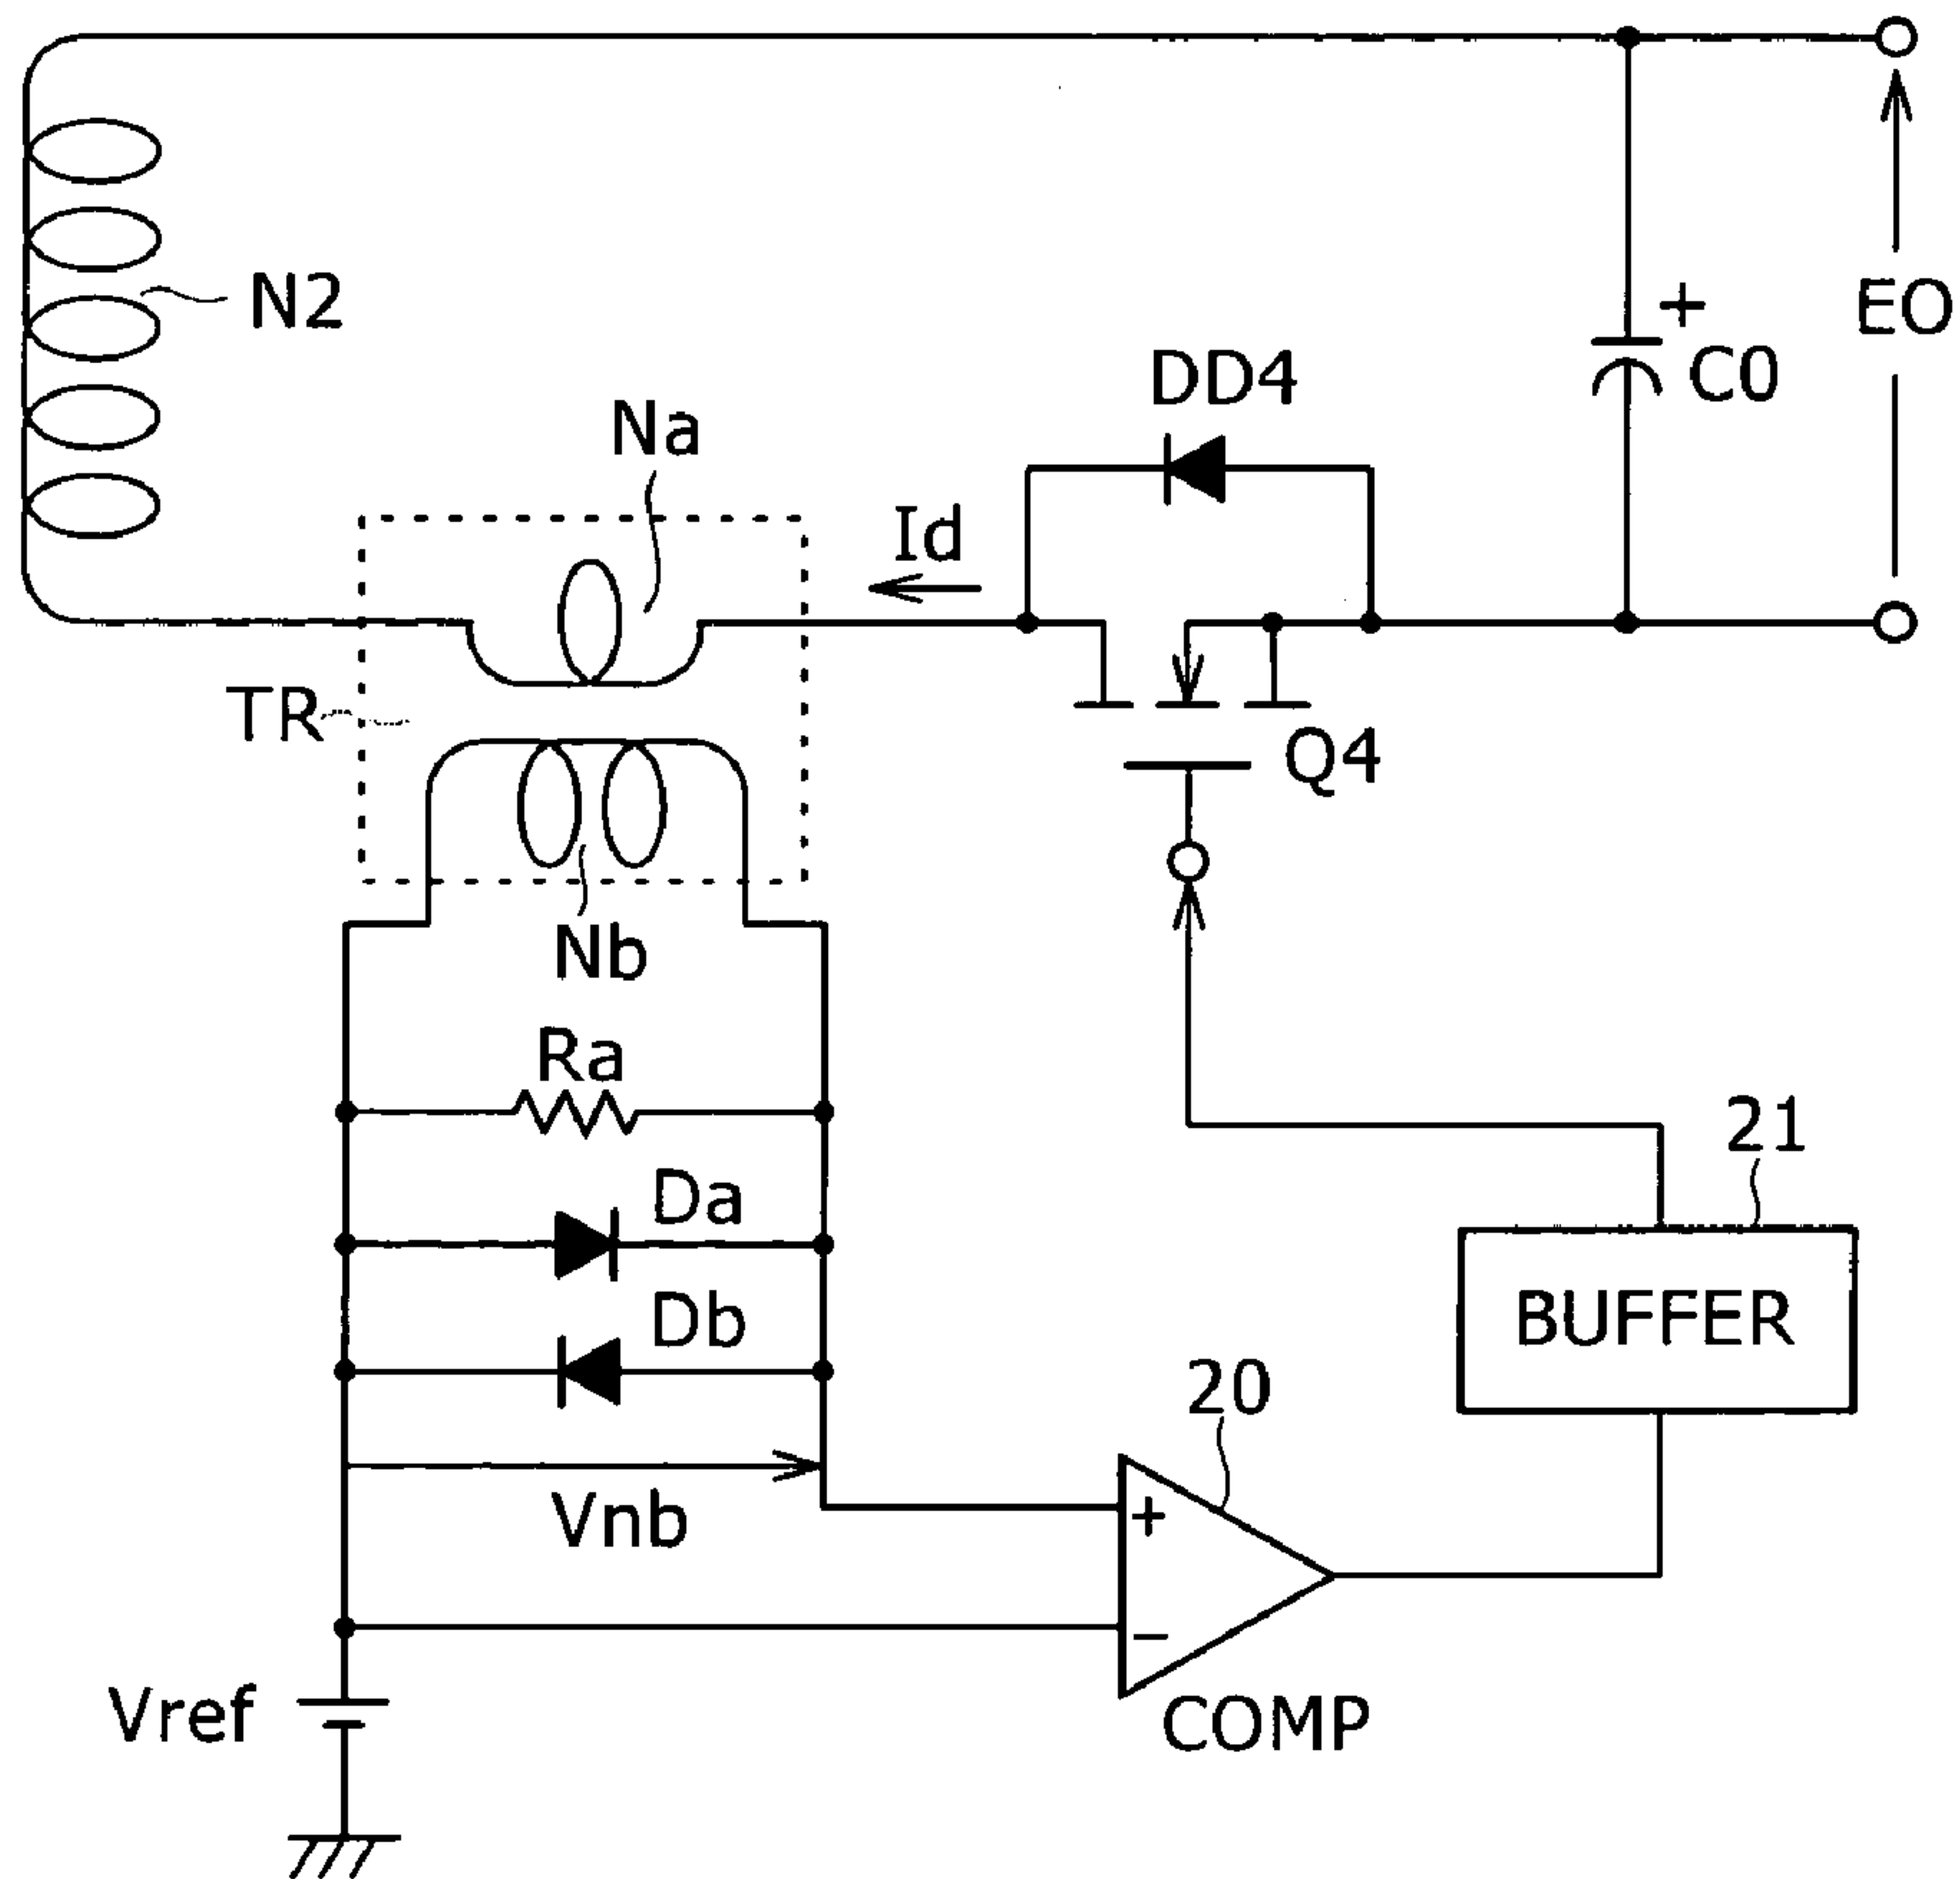 N2
EO
+
C0
DD4
Na
Id
TR
Q4
Nb
Ra
21
Da
Db
BUFFER
20
Vnb
+
−
Vref
COMP